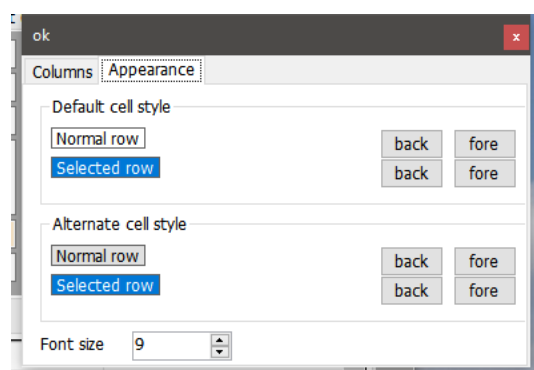 ok x
Columns Appearance
Default cell style
Normal row back fore
Selected row back fore
Alternate cell style
Normal row back fore
Selected row back fore
Font size 9